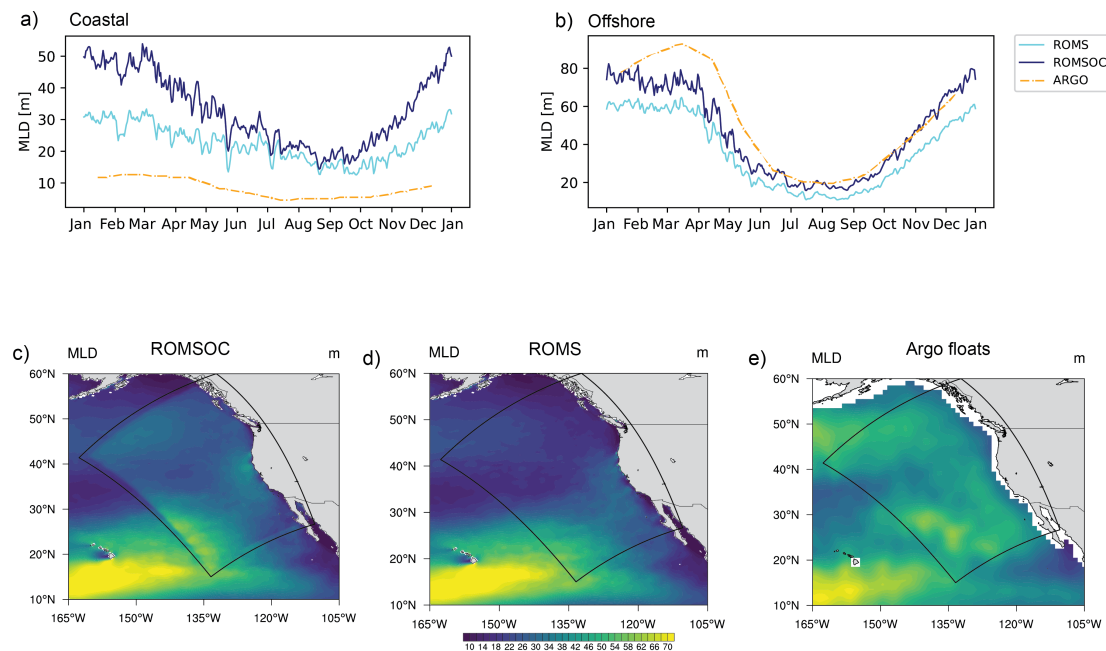 a) Coastal
MLD [m]
50
40
30
20
10
Jan Feb Mar Apr May Jun Jul Aug Sep Oct Nov Dec Jan
b) Offshore
MLD [m]
80
60
40
20
Jan Feb Mar Apr May Jun Jul Aug Sep Oct Nov Dec Jan
ROMS
ROMSOC
ARGO
c) MLD ROMSOC m
60°N
50°N
40°N
30°N
20°N
10°N
165°W 150°W 135°W 120°W 105°W
d) MLD ROMS m
60°N
50°N
40°N
30°N
20°N
10°N
165°W 150°W 135°W 120°W 105°W
10 14 18 22 26 30 34 38 42 46 50 54 58 62 66 70
e) MLD Argo floats m
60°N
50°N
40°N
30°N
20°N
10°N
165°W 150°W 135°W 120°W 105°W